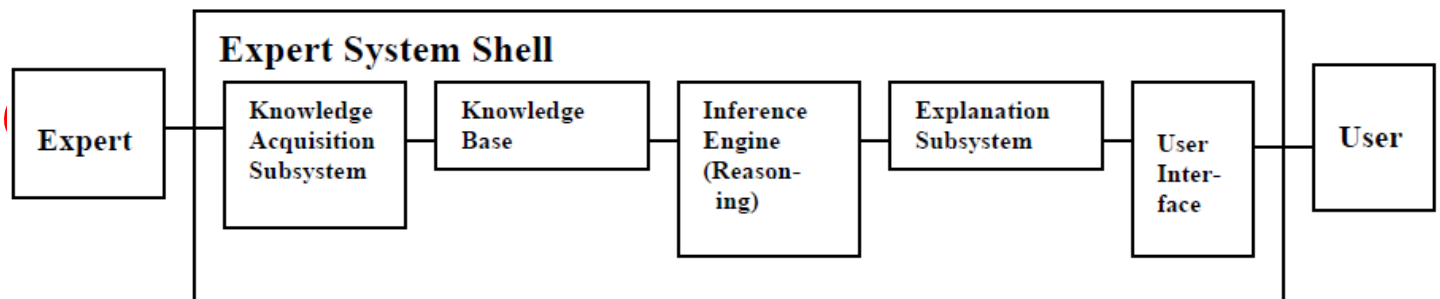 Expert System Shell
Expert
Knowledge
Acquisition
Subsystem
Knowledge
Base
Inference
Engine
(Reason-
ing)
Explanation
Subsystem
User
Inter-
face
User